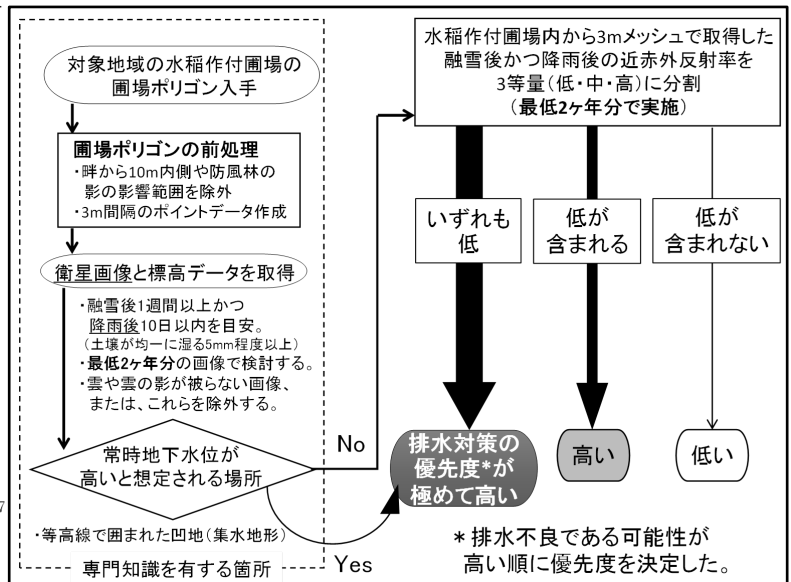 対象地域の水稲作付圃場の
圃場ポリゴン入手
圃場ポリゴンの前処理
・畔から10m内側や防風林の
影の影響範囲を除外
・3m間隔のポイントデータ作成
衛星画像と標高データを取得
・融雪後1週間以上かつ
降雨後10日以内を目安。
(土壌が均一に湿る5mm程度以上)
・最低2ヶ年分の画像で検討する。
・雲や雲の影が被らない画像、
または、これらを除外する。
常時地下水位が
高いと想定される場所
・等高線で囲まれた凹地(集水地形)
専門知識を有する箇所
No
Yes
水稲作付圃場内から3mメッシュで取得した
融雪後かつ降雨後の近赤外反射率を
3等量(低・中・高)に分割
(最低2ヶ年分で実施)
いずれも
低
低が
含まれる
低が
含まれない
排水対策の
優先度*が
極めて高い
高い
低い
*排水不良である可能性が
高い順に優先度を決定した。
7